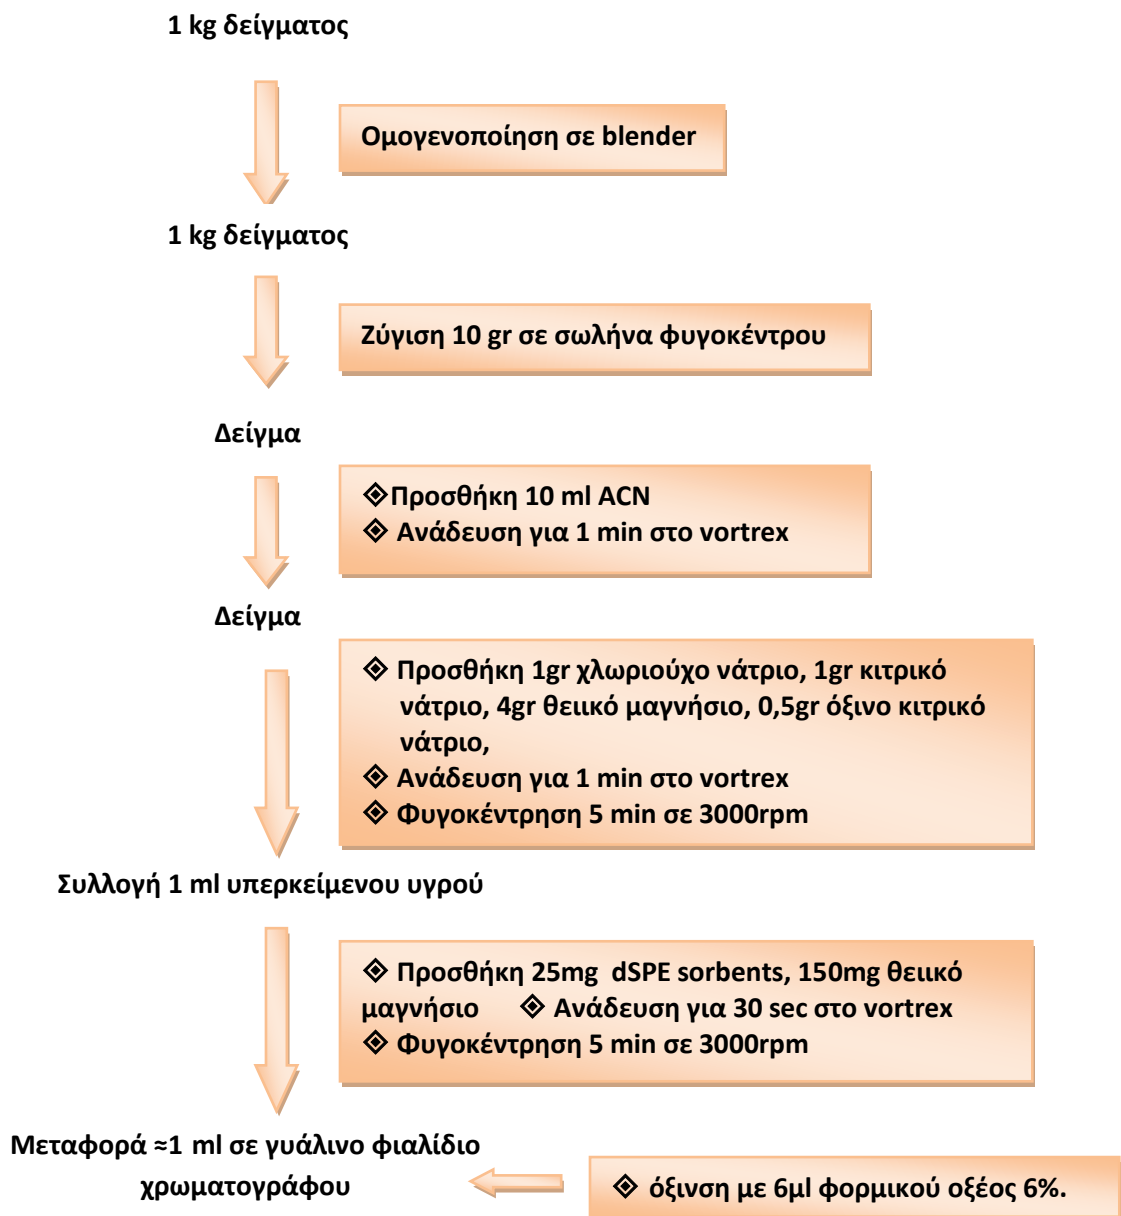 1 kg δείγματος
Ομογενοποίηση σε blender
1 kg δείγματος
Ζύγιση 10 gr σε σωλήνα φυγοκέντρου
Δείγμα
Προσθήκη 10 ml ACN
Ανάδευση για 1 min στο vortrex
Δείγμα
Προσθήκη 1gr χλωριούχο νάτριο, 1gr κιτρικό
νάτριο, 4gr θειικό μαγνήσιο, 0,5gr όξινο κιτρικό
νάτριο,
Ανάδευση για 1 min στο vortrex
Φυγοκέντρηση 5 min σε 3000rpm
Συλλογή 1 ml υπερκείμενου υγρού
Προσθήκη 25mg dSPE sorbents, 150mg θειικό
μαγνήσιο Ανάδευση για 30 sec στο vortrex
Φυγοκέντρηση 5 min σε 3000rpm
Μεταφορά ≈1 ml σε γυάλινο φιαλίδιο
χρωματογράφου
όξινση με 6μl φορμικού οξέος 6%.